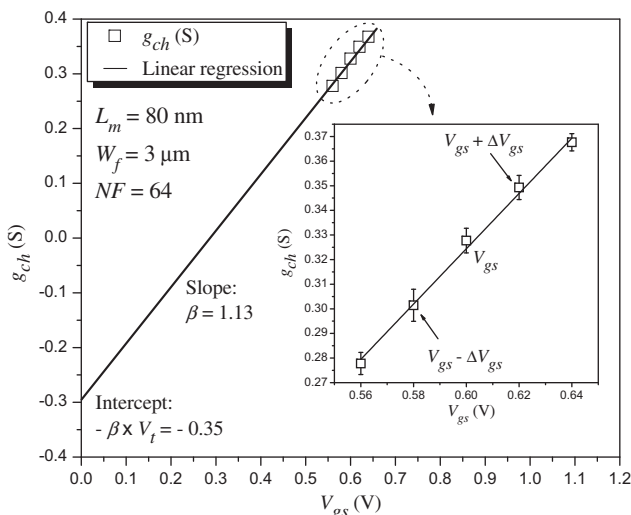 0.4
0.3
0.2
0.1
0.0
-0.1
-0.2
-0.3
-0.4
g_ch (S)
g_ch (S)
Linear regression
L_m = 80 nm
W_f = 3 μm
NF = 64
Slope:
β = 1.13
Intercept:
- β x V_t = - 0.35
0.37
0.36
0.35
0.34
0.33
0.32
0.31
0.30
0.29
0.28
0.27
g_ch (S)
V_gs + ΔV_gs
V_gs
V_gs - ΔV_gs
0.56 0.58 0.60 0.62 0.64
V_gs (V)
0.0 0.1 0.2 0.3 0.4 0.5 0.6 0.7 0.8 0.9 1.0 1.1 1.2
V_gs (V)